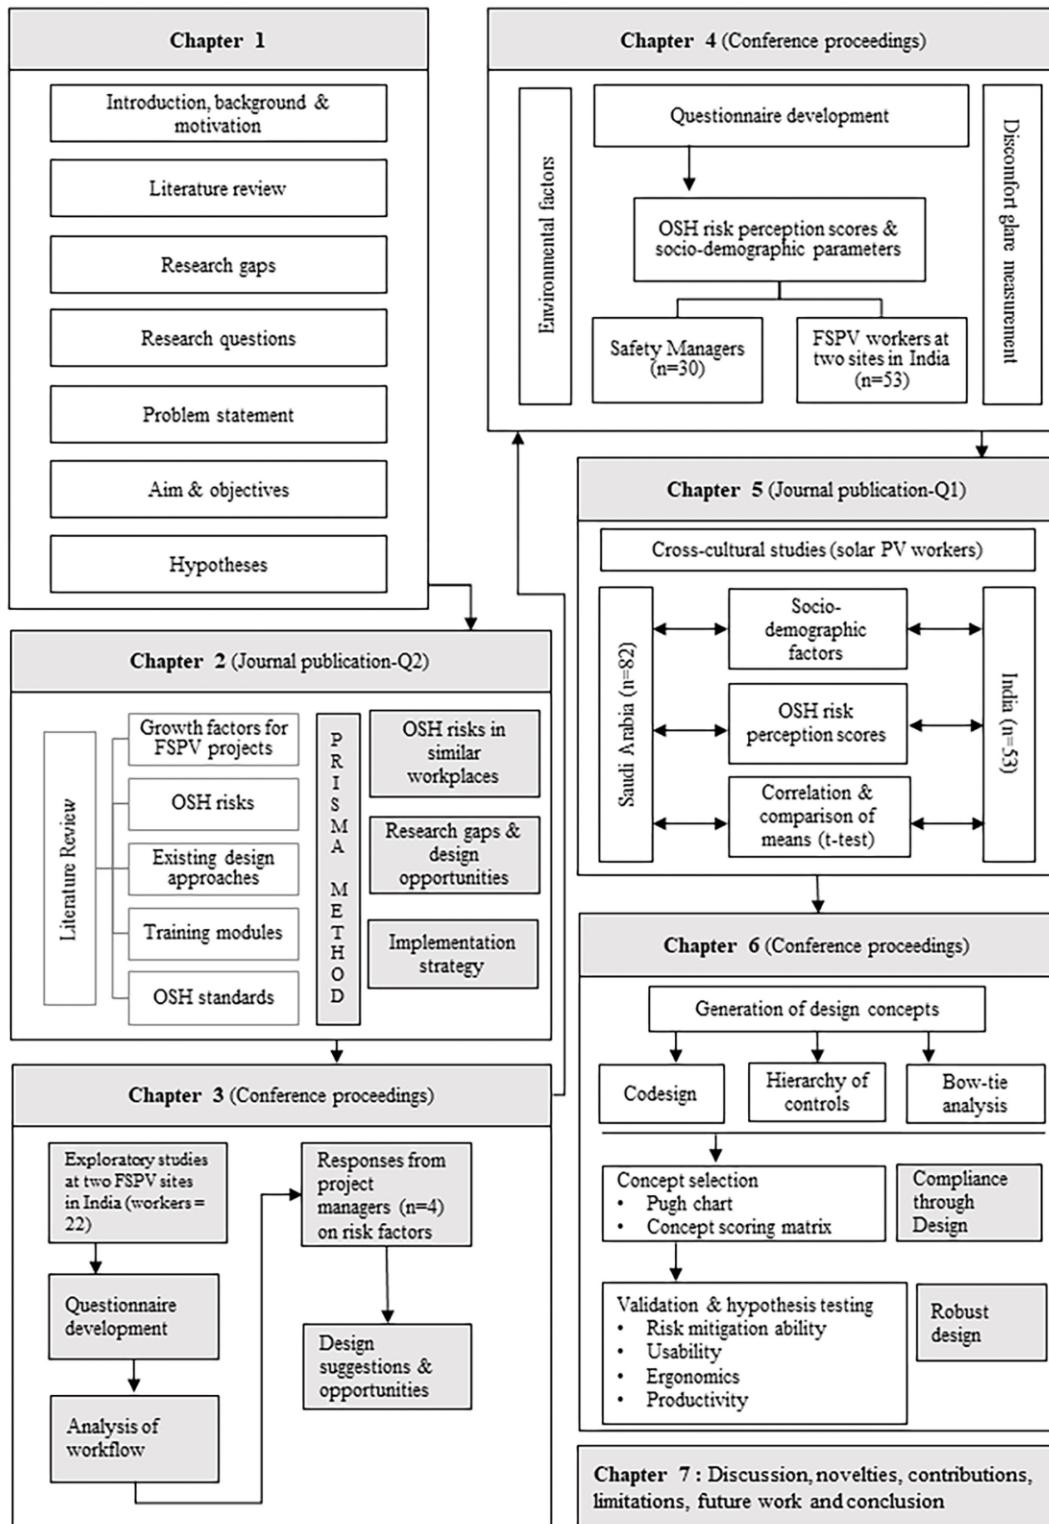 Chapter 1
Introduction, background &
motivation
Literature review
Research gaps
Research questions
Problem statement
Aim & objectives
Hypotheses
Chapter 2 (Journal publication-Q2)
Literature Review
Growth factors for
FSPV projects
OSH risks
Existing design
approaches
Training modules
OSH standards
PRISMA METHOD
OSH risks in
similar
workplaces
Research gaps &
design
opportunities
Implementation
strategy
Chapter 3 (Conference proceedings)
Exploratory studies
at two FSPV sites
in India (workers =
22)
Questionnaire
development
Analysis of
workflow
Responses from
project
managers (n=4)
on risk factors
Design
suggestions &
opportunities
Chapter 4 (Conference proceedings)
Environmental factors
Questionnaire development
OSH risk perception scores &
socio-demographic parameters
Safety Managers
(n=30)
FSPV workers at
two sites in India
(n=53)
Discomfort glare measurement
Chapter 5 (Journal publication-Q1)
Cross-cultural studies (solar PV workers)
Saudi Arabia (n=82)
Socio-
demographic
factors
OSH risk
perception scores
Correlation &
comparison of
means (t-test)
India (n=53)
Chapter 6 (Conference proceedings)
Generation of design concepts
Codesign
Hierarchy of
controls
Bow-tie
analysis
Concept selection
• Pugh chart
• Concept scoring matrix
Compliance
through
Design
Validation & hypothesis testing
• Risk mitigation ability
• Usability
• Ergonomics
• Productivity
Robust
design
Chapter 7 : Discussion, novelties, contributions,
limitations, future work and conclusion